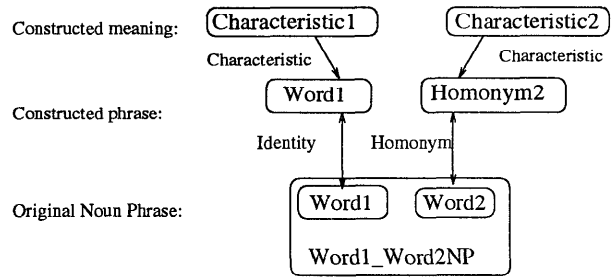 Constructed meaning: Characteristic1 Characteristic2
Characteristic Characteristic
Constructed phrase: Word1 Homonym2
Identity Homonym
Original Noun Phrase: Word1 Word2
Word1_Word2NP